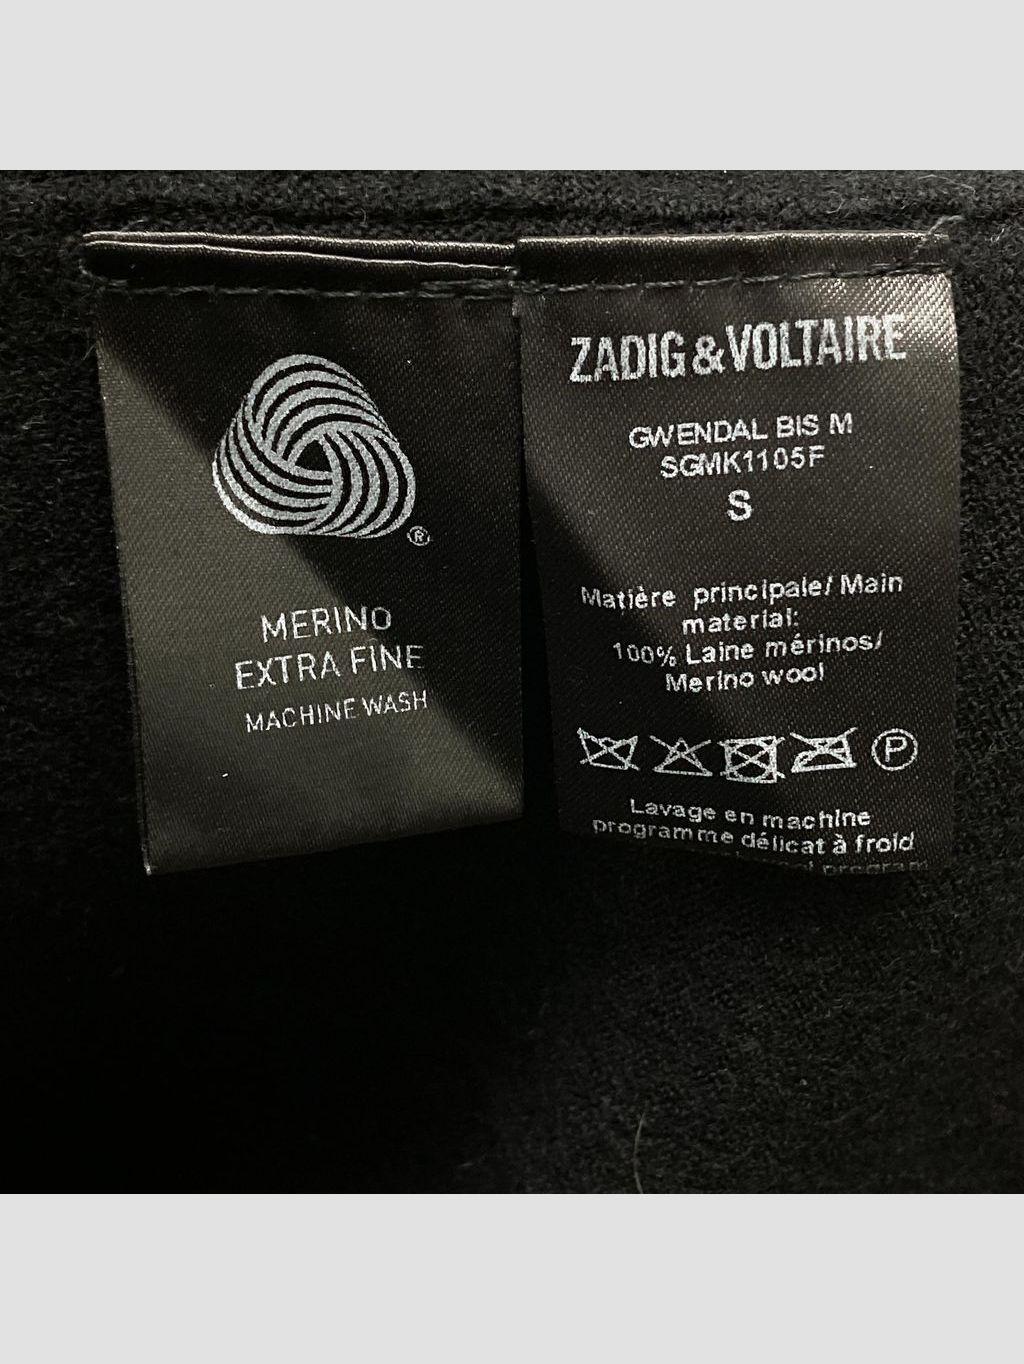 ®
MERINO
EXTRA FINE
MACHINE WASH
ZADIG&VOLTAIRE
GWENDAL BIS M
SGMK1105F
S
Matière principale/ Main
material:
100% Laine mérinos/
Merino wool
P
Lavage en machine
programme délicat à froid
program